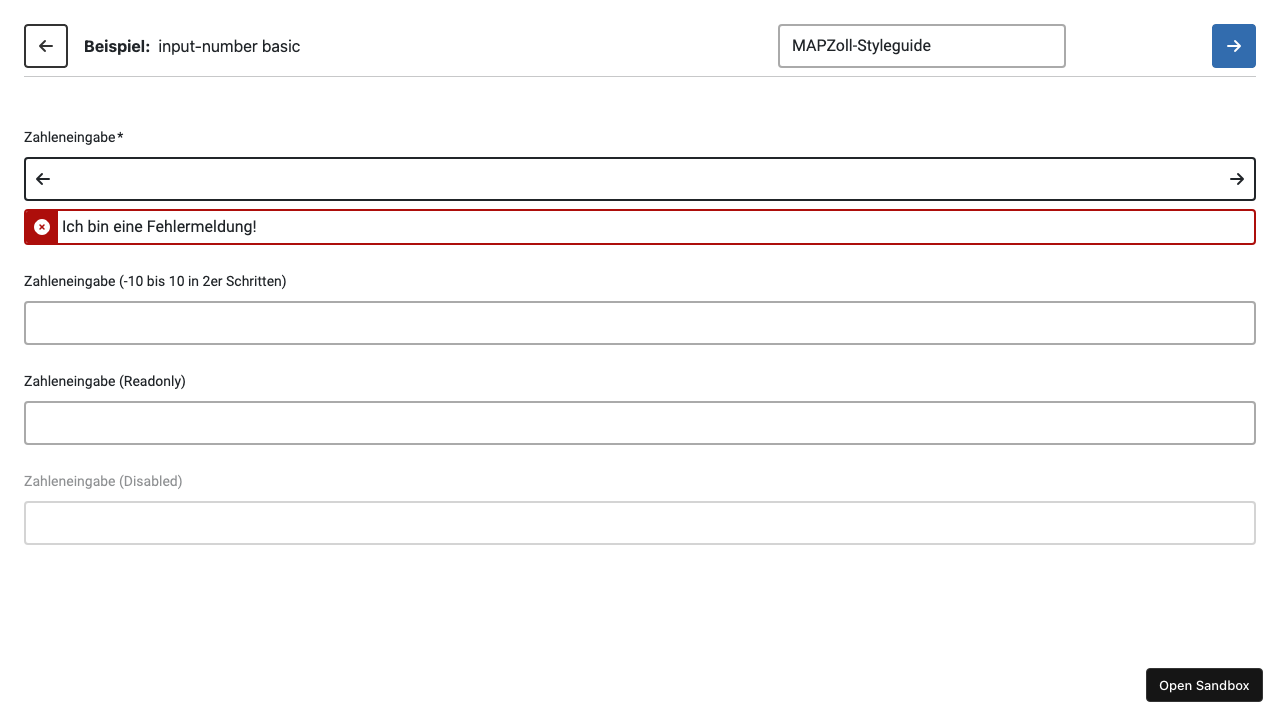 Beispiel: input-number basic
MAPZoll-Styleguide
Zahleneingabe*
Ich bin eine Fehlermeldung!
Zahleneingabe (-10 bis 10 in 2er Schritten)
Zahleneingabe (Readonly)
Zahleneingabe (Disabled)
Open Sandbox